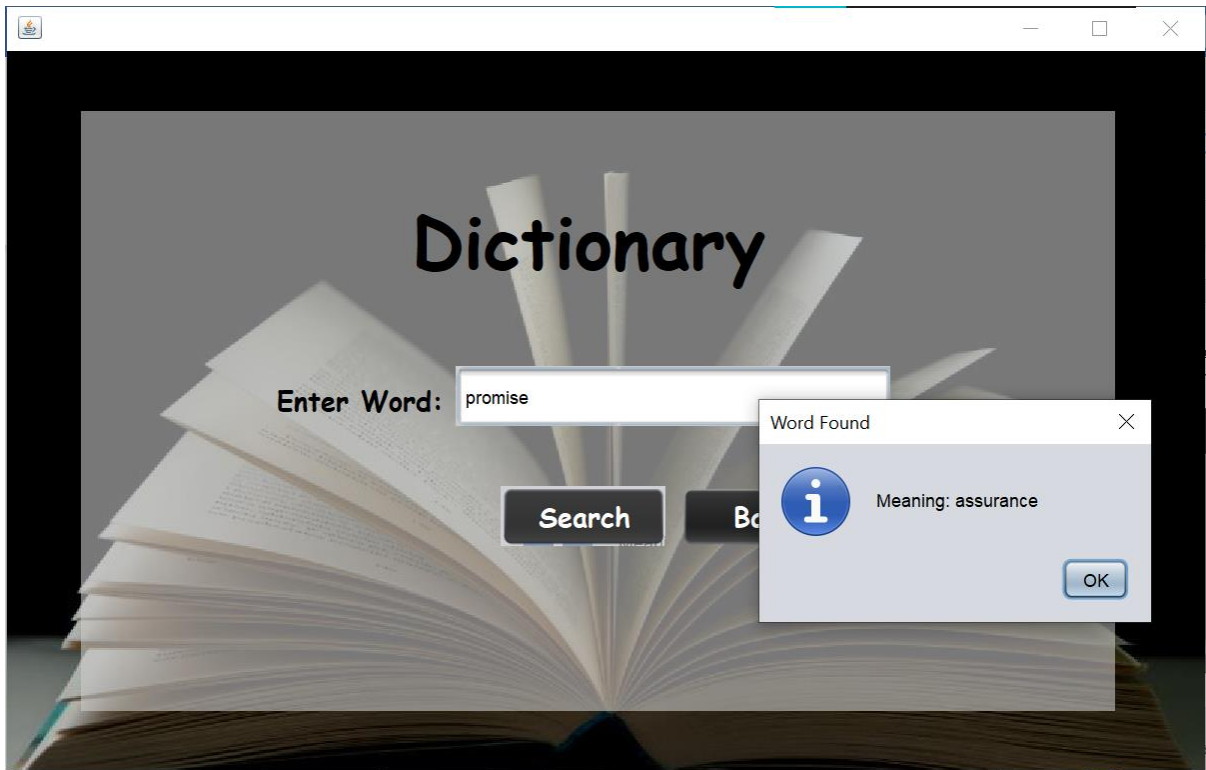 Dictionary
Enter Word:
promise
Word Found
Meaning: assurance
Search
OK